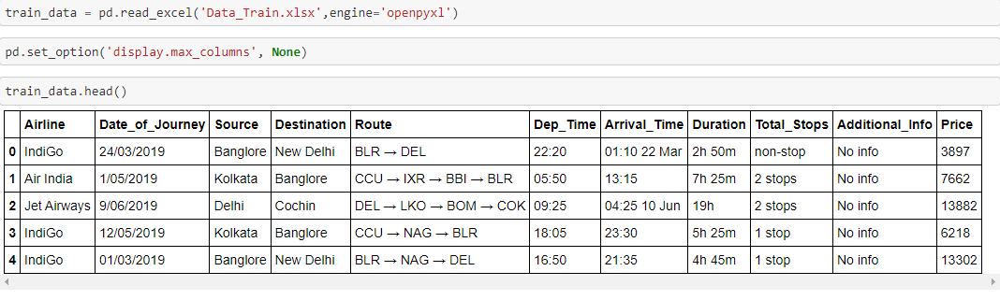 train_data = pd.read_excel('Data_Train.xlsx',engine='openpyxl')
pd.set_option('display.max_columns', None)
train_data.head()
Airline Date_of_Journey Source Destination Route Dep_Time Arrival_Time Duration Total_Stops Additional_Info Price
0 IndiGo 24/03/2019 Banglore New Delhi BLR → DEL 22:20 01:10 22 Mar 2h 50m non-stop No info 3897
1 Air India 1/05/2019 Kolkata Banglore CCU → IXR → BBI → BLR 05:50 13:15 7h 25m 2 stops No info 7662
2 Jet Airways 9/06/2019 Delhi Cochin DEL → LKO → BOM → COK 09:25 04:25 10 Jun 19h 2 stops No info 13882
3 IndiGo 12/05/2019 Kolkata Banglore CCU → NAG → BLR 18:05 23:30 5h 25m 1 stop No info 6218
4 IndiGo 01/03/2019 Banglore New Delhi BLR → NAG → DEL 16:50 21:35 4h 45m 1 stop No info 13302